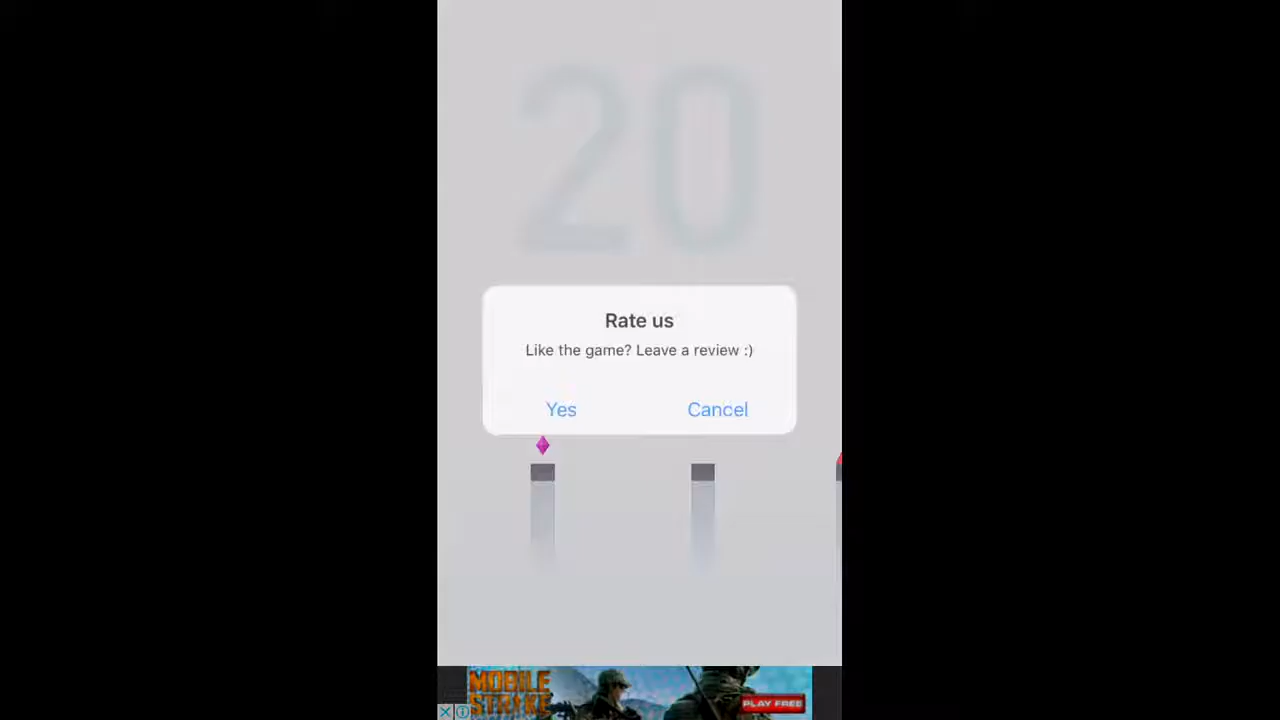 20
Rate us
Like the game? Leave a review :)
Yes Cancel
MOBILE
STRIKE
PLAY FREE